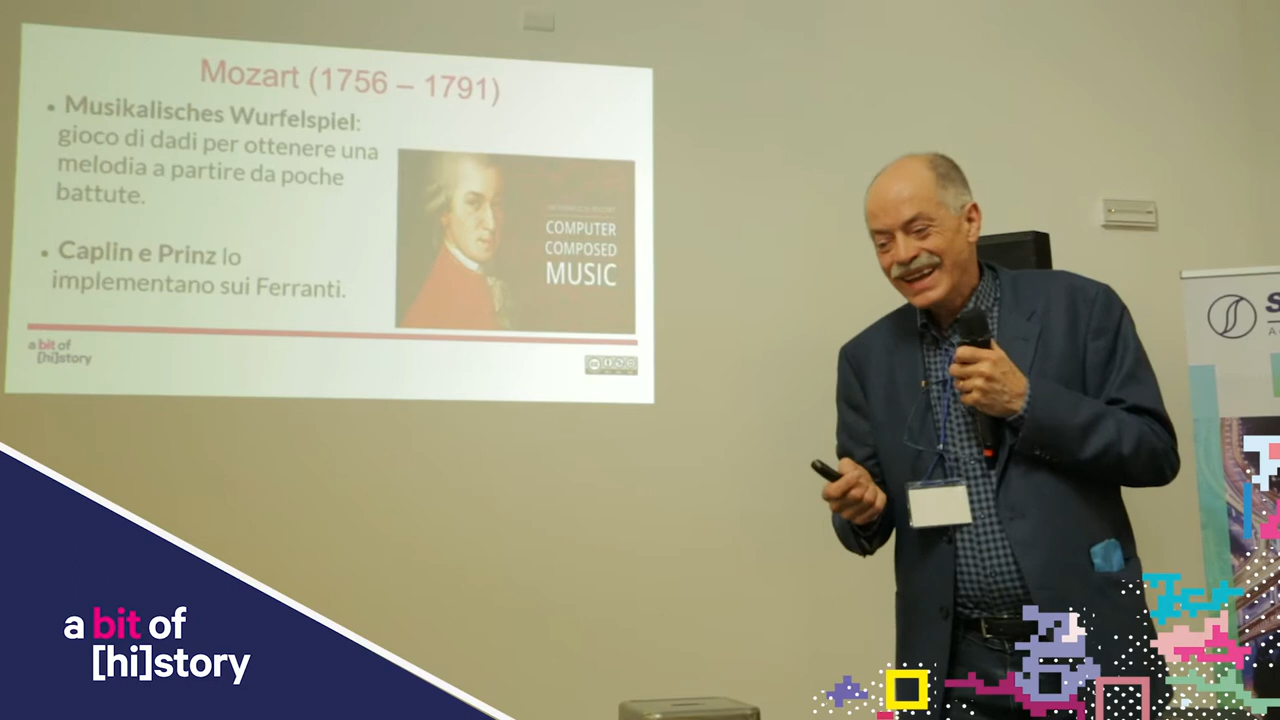 Mozart (1756 – 1791)
• Musikalisches Wurfelspiel:
gioco di dadi per ottenere una
melodia a partire da poche
battute.
• Caplin e Prinz lo
implementano sui Ferranti.
COMPUTER
COMPOSED
MUSIC
a bit of
[hi]story
a bit of
[hi]story